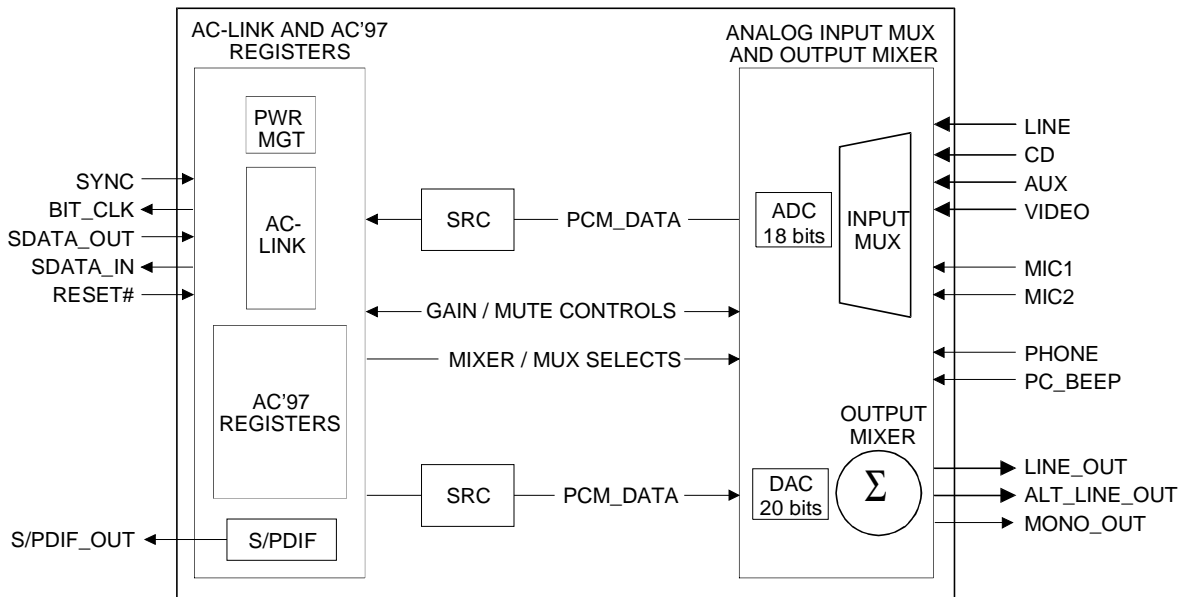 AC-LINK AND AC'97
REGISTERS
PWR
MGT
AC-
LINK
AC'97
REGISTERS
S/PDIF
SYNC
BIT_CLK
SDATA_OUT
SDATA_IN
RESET#
S/PDIF_OUT
SRC
PCM_DATA
GAIN / MUTE CONTROLS
MIXER / MUX SELECTS
SRC
PCM_DATA
ANALOG INPUT MUX
AND OUTPUT MIXER
ADC
18 bits
INPUT
MUX
OUTPUT
MIXER
DAC
20 bits
Σ
LINE
CD
AUX
VIDEO
MIC1
MIC2
PHONE
PC_BEEP
LINE_OUT
ALT_LINE_OUT
MONO_OUT